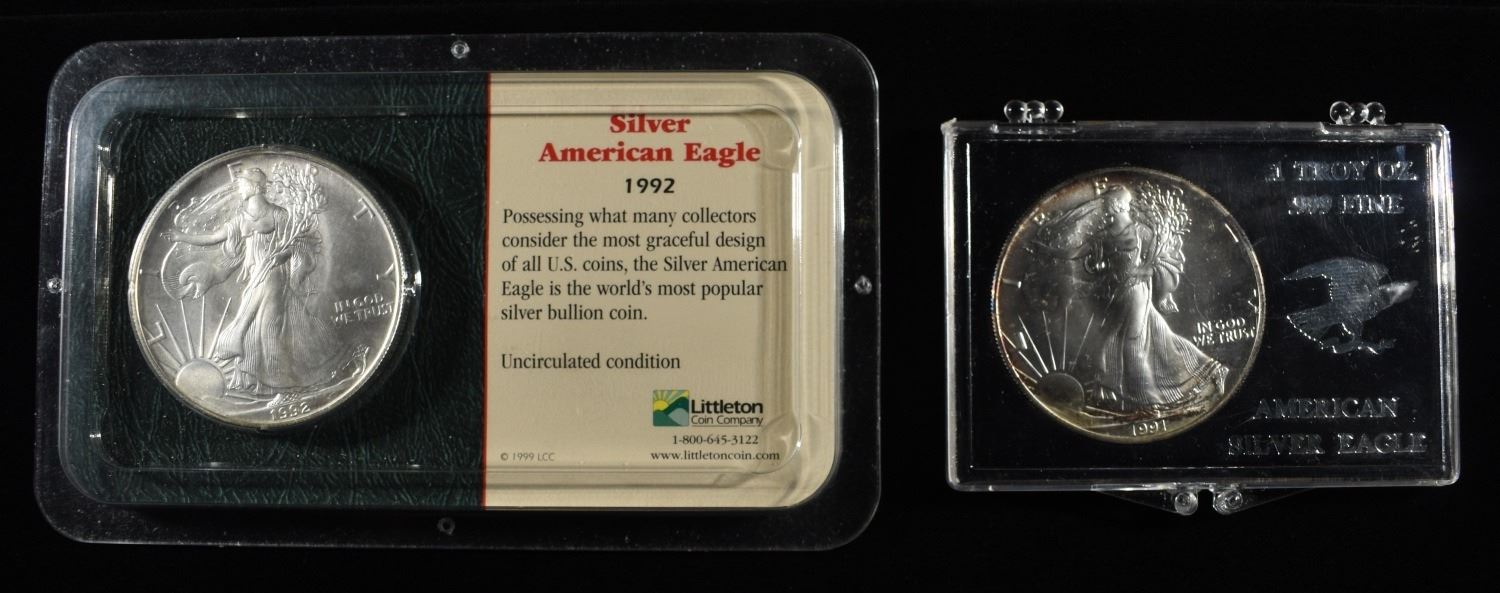 LIBERTY
IN GOD
WE TRUST
1992
Silver
American Eagle
1992
Possessing what many collectors
consider the most graceful design
of all U.S. coins, the Silver American
Eagle is the world's most popular
silver bullion coin.
Uncirculated condition
Littleton
Coin Company
1-800-645-3122
© 1999 LCC
www.littletoncoin.com
LIBERTY
IN GOD
WE TRUST
1991
1 TROY OZ.
.999 FINE
AMERICAN
SILVER EAGLE